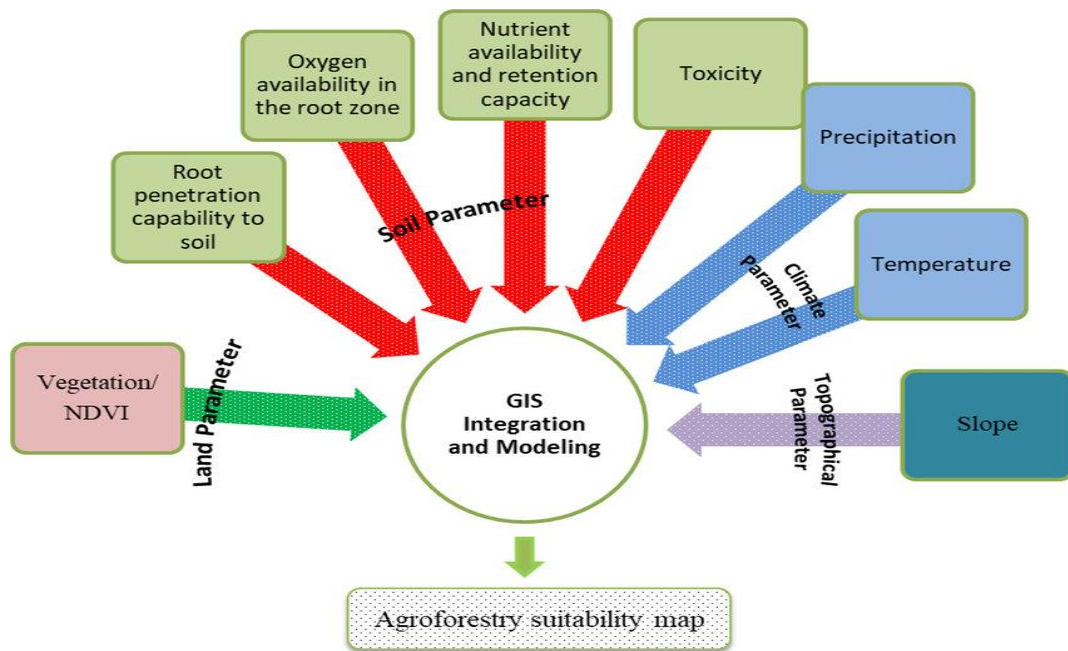 Nutrient availability
and retention
capacity
Oxygen
availability in
the root zone
Toxicity
Precipitation
Root
penetration
capability to
soil
Soil Parameter
Climate
Parameter
Temperature
Vegetation/
NDVI
Land Parameter
GIS
Integration
and Modeling
Topographical
Parameter
Slope
Agroforestry suitability map